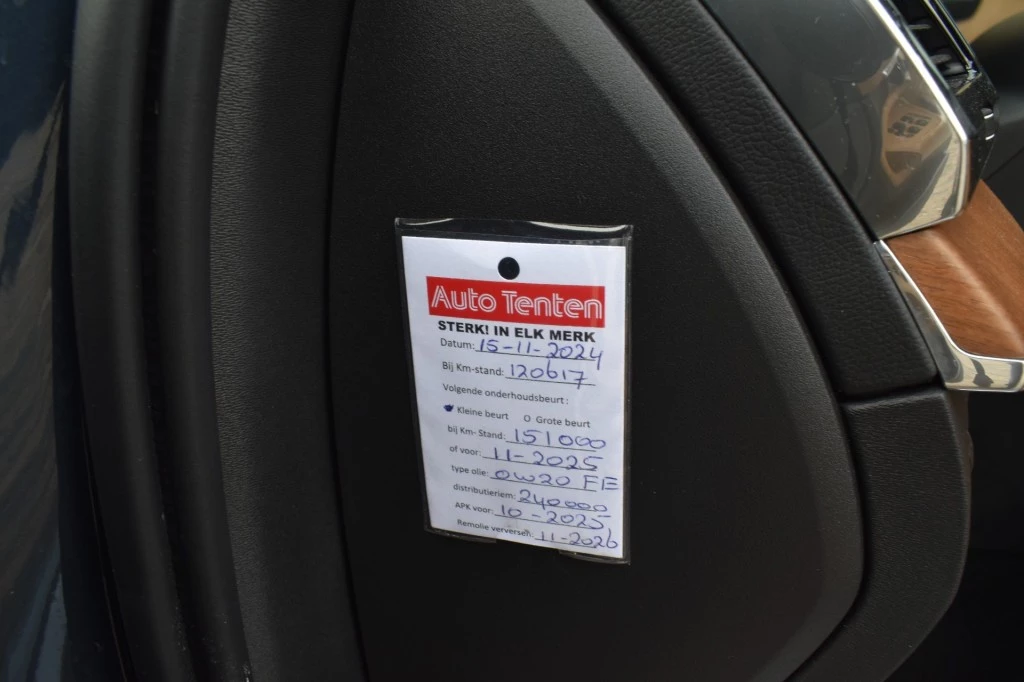 Auto Tenten
STERK! IN ELK MERK
Datum: 15-11-2024
Bij Km-stand: 120617
Volgende onderhoudsbeurt:
Kleine beurt O Grote beurt
bij Km- Stand: 151000
of voor: 11-2025
type olie: 0W20 FE
distributieriem: 240000
APK voor: 10-2025
Remolie verversen: 11-2026